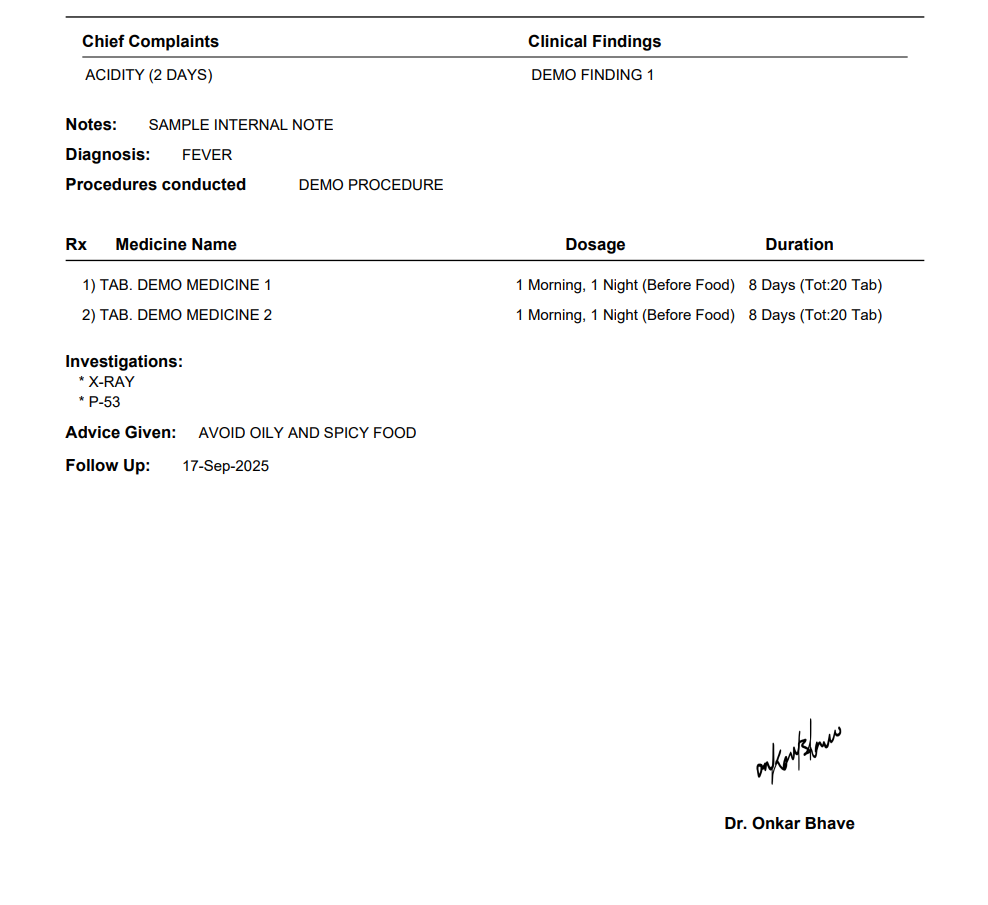 Chief Complaints Clinical Findings
ACIDITY (2 DAYS) DEMO FINDING 1
Notes: SAMPLE INTERNAL NOTE
Diagnosis: FEVER
Procedures conducted DEMO PROCEDURE
Rx Medicine Name Dosage Duration
1) TAB. DEMO MEDICINE 1 1 Morning, 1 Night (Before Food) 8 Days (Tot:20 Tab)
2) TAB. DEMO MEDICINE 2 1 Morning, 1 Night (Before Food) 8 Days (Tot:20 Tab)
Investigations:
* X-RAY
* P-53
Advice Given: AVOID OILY AND SPICY FOOD
Follow Up: 17-Sep-2025
Dr. Onkar Bhave